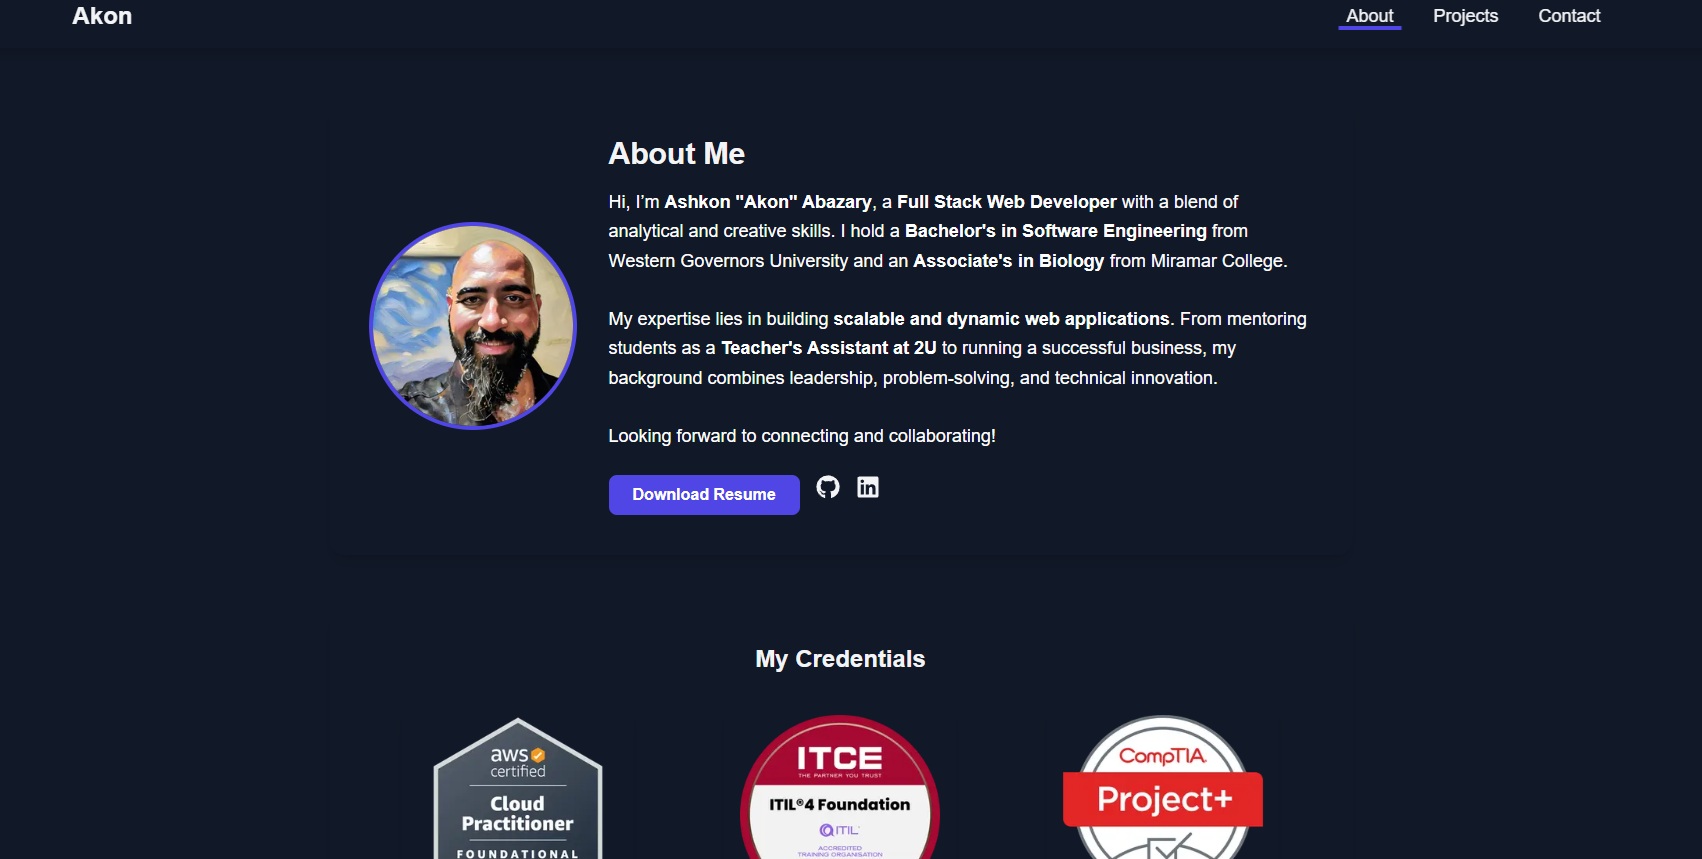 Akon
About Projects Contact
About Me
Hi, I’m Ashkon "Akon" Abazary, a Full Stack Web Developer with a blend of
analytical and creative skills. I hold a Bachelor's in Software Engineering from
Western Governors University and an Associate's in Biology from Miramar College.
My expertise lies in building scalable and dynamic web applications. From mentoring
students as a Teacher's Assistant at 2U to running a successful business, my
background combines leadership, problem-solving, and technical innovation.
Looking forward to connecting and collaborating!
Download Resume
in
My Credentials
aws
certified
Cloud
Practitioner
FOUNDATIONAL
ITCE
THE PARTNER YOU TRUST
ITIL®4 Foundation
ITIL
ACCREDITED
TRAINING ORGANISATION
CompTIA
Project+